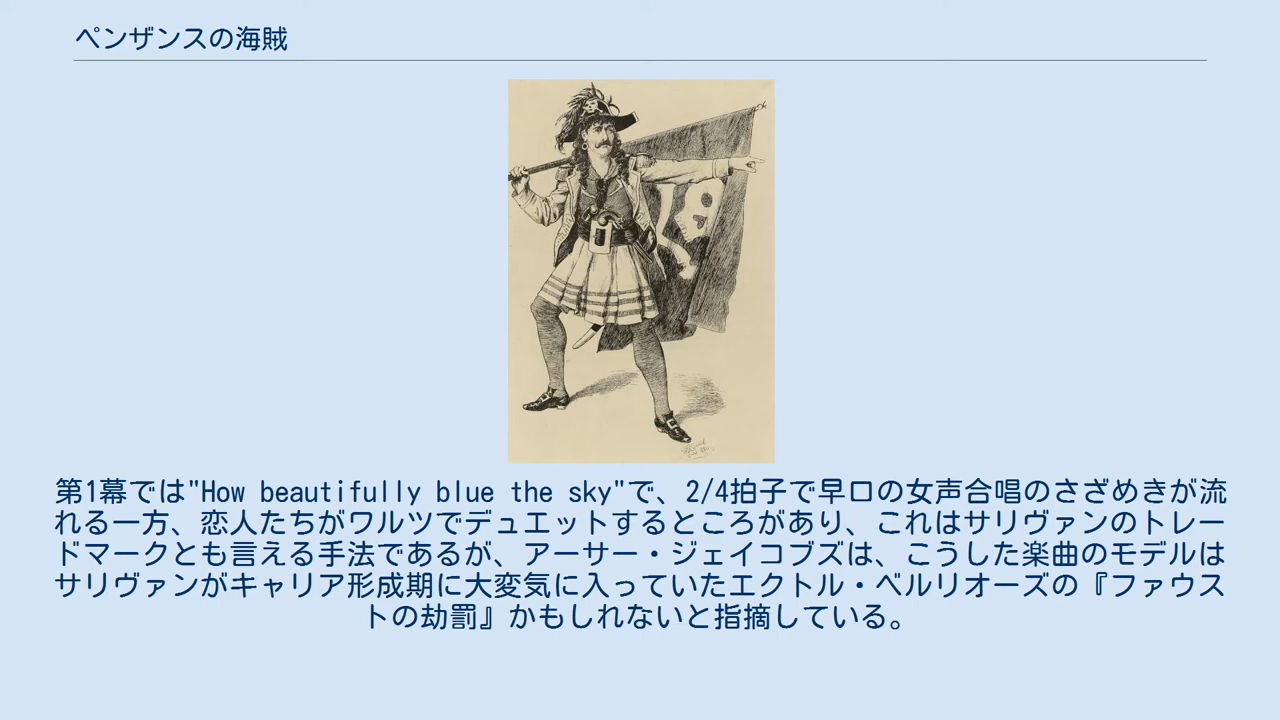 ペンザンスの海賊
第1幕では"How beautifully blue the sky"で、2/4拍子で早口の女声合唱のさざめきが流
れる一方、恋人たちがワルツでデュエットするところがあり、これはサリヴァンのトレー
ドマークとも言える手法であるが、アーサー・ジェイコブズは、こうした楽曲のモデルは
サリヴァンがキャリア形成期に大変気に入っていたエクトル・ベルリオーズの『ファウス
トの劫罰』かもしれないと指摘している。